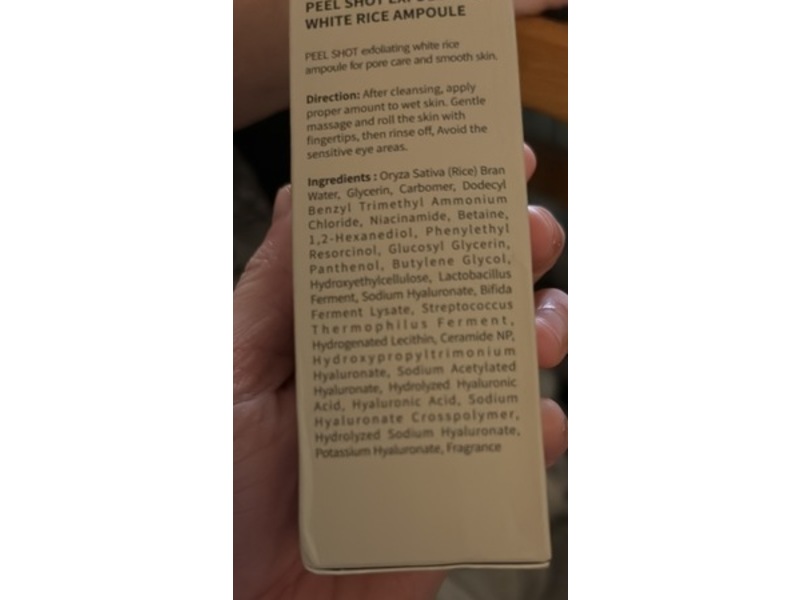 PEEL SHOT
WHITE RICE AMPOULE
PEEL SHOT exfoliating white rice
ampoule for pore care and smooth skin.
Direction: After cleansing, apply
proper amount to wet skin. Gentle
massage and roll the skin with
fingertips, then rinse off, Avoid the
sensitive eye areas.
Ingredients : Oryza Sativa (Rice) Bran
Water, Glycerin, Carbomer, Dodecyl
Benzyl Trimethyl Ammonium
Chloride, Niacinamide, Betaine,
1,2-Hexanediol, Phenylethyl
Resorcinol, Glucosyl Glycerin,
Panthenol, Butylene Glycol,
Hydroxyethylcellulose, Lactobacillus
Ferment, Sodium Hyaluronate, Bifida
Ferment Lysate, Streptococcus
Thermophilus Ferment,
Hydrogenated Lecithin, Ceramide NP,
Hydroxypropyltrimonium
Hyaluronate, Sodium Acetylated
Hyaluronate, Hydrolyzed Hyaluronic
Acid, Hyaluronic Acid, Sodium
Hyaluronate Crosspolymer,
Hydrolyzed Sodium Hyaluronate,
Potassium Hyaluronate, Fragrance